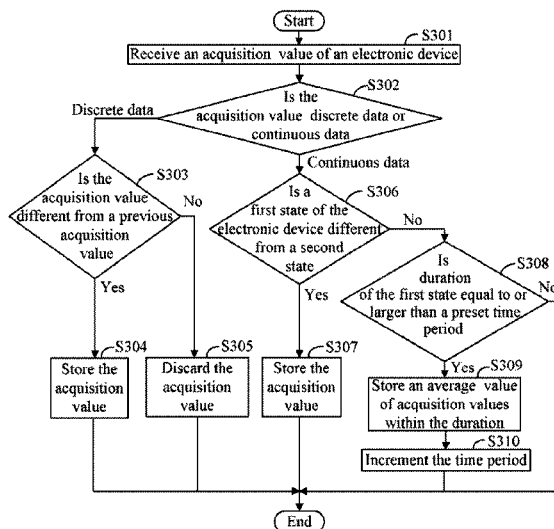 Start
S301
Receive an acquisition value of an electronic device
S302
Is the
acquisition value discrete data or
continuous data
Discrete data
Continuous data
S303
Is the
acquisition value
different from a previous
acquisition
value
No
Yes
S306
Is a
first state of the
electronic device different
from a second
state
No
Yes
S308
Is
duration
of the first state equal to or
larger than a preset time
period
No
Yes
S304
Store the
acquisition
value
S305
Discard the
acquisition
value
S307
Store the
acquisition
value
S309
Store an average value
of acquisition values
within the duration
S310
Increment the time period
End